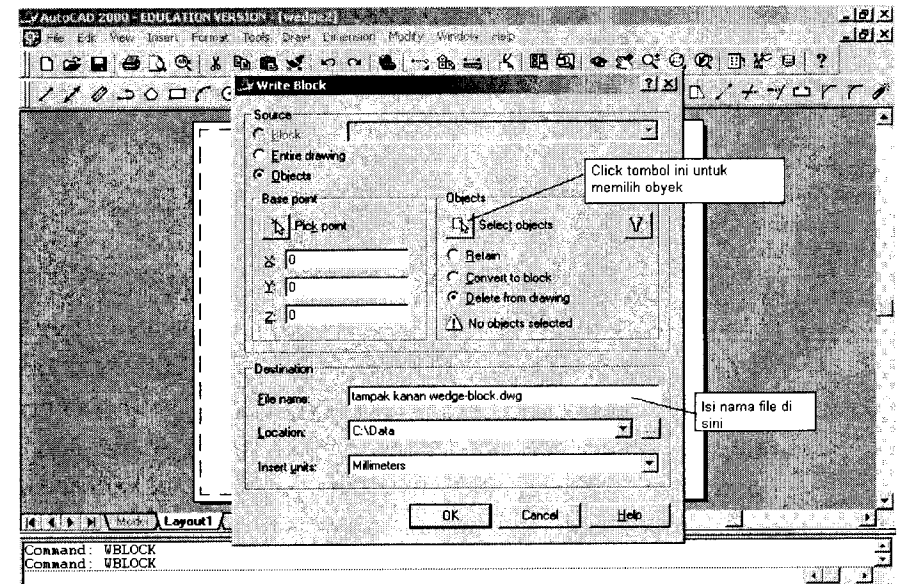 AutoCAD 2000 - EDUCATION VERSION - [wedge2]
File Edit View Insert Format Tools Draw Dimension Modify Window Help
Write Block
Source
Block
Entire drawing
Objects
Click tombol ini untuk
memilih obyek
Base point
Objects
Pick point
Select objects
X: 0
Y: 0
Z: 0
Retain
Convert to block
Delete from drawing
No objects selected
Destination
File name: tampak kanan wedge-block.dwg
Isi nama file di
sini
Location: C:\Data
Insert units: Millimeters
OK Cancel Help
Model Layout1
Command: WBLOCK
Command: WBLOCK